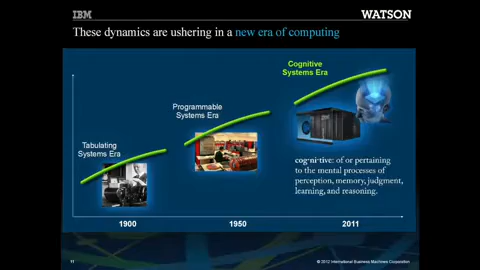 IBM
WATSON
These dynamics are ushering in a new era of computing
Cognitive
Systems Era
Programmable
Systems Era
Tabulating
Systems Era
cog·ni·tive: of or pertaining
to the mental processes of
perception, memory, judgment,
learning, and reasoning.
1900
1950
2011
11
© 2012 International Business Machines Corporation